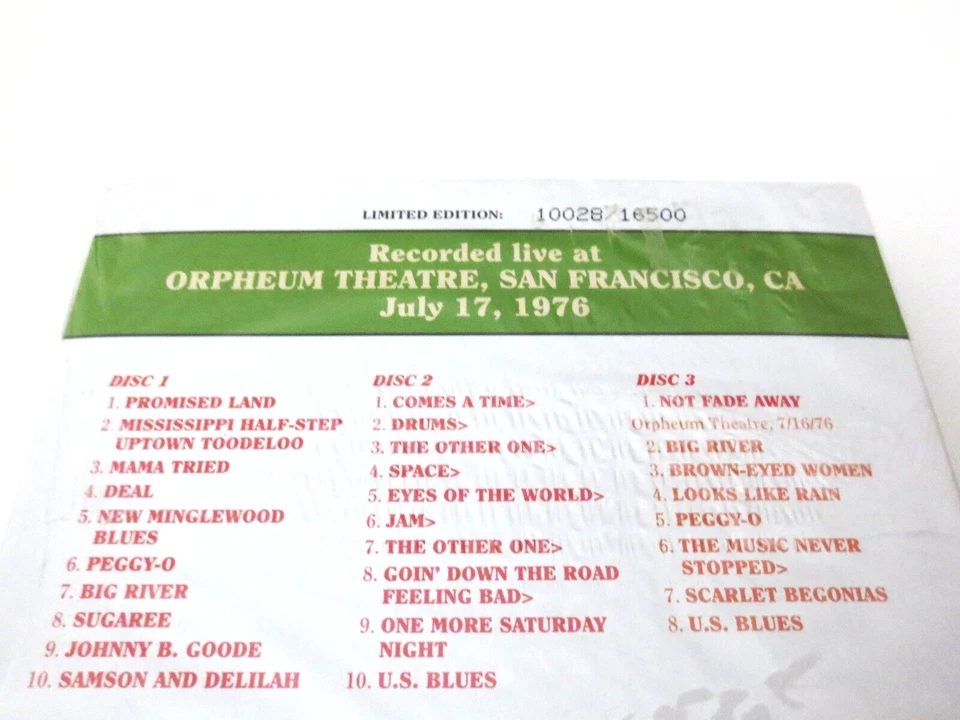 LIMITED EDITION: 10028/16500
Recorded live at
ORPHEUM THEATRE, SAN FRANCISCO, CA
July 17, 1976
DISC 1
1. PROMISED LAND
2. MISSISSIPPI HALF-STEP
UPTOWN TOODELOO
3. MAMA TRIED
4. DEAL
5. NEW MINGLEWOOD
BLUES
6. PEGGY-O
7. BIG RIVER
8. SUGAREE
9. JOHNNY B. GOODE
10. SAMSON AND DELILAH
DISC 2
1. COMES A TIME>
2. DRUMS>
3. THE OTHER ONE>
4. SPACE>
5. EYES OF THE WORLD>
6. JAM>
7. THE OTHER ONE>
8. GOIN' DOWN THE ROAD
FEELING BAD>
9. ONE MORE SATURDAY
NIGHT
10. U.S. BLUES
DISC 3
1. NOT FADE AWAY
Orpheum Theatre, 7/16/76
2. BIG RIVER
3. BROWN-EYED WOMEN
4. LOOKS LIKE RAIN
5. PEGGY-O
6. THE MUSIC NEVER
STOPPED>
7. SCARLET BEGONIAS
8. U.S. BLUES